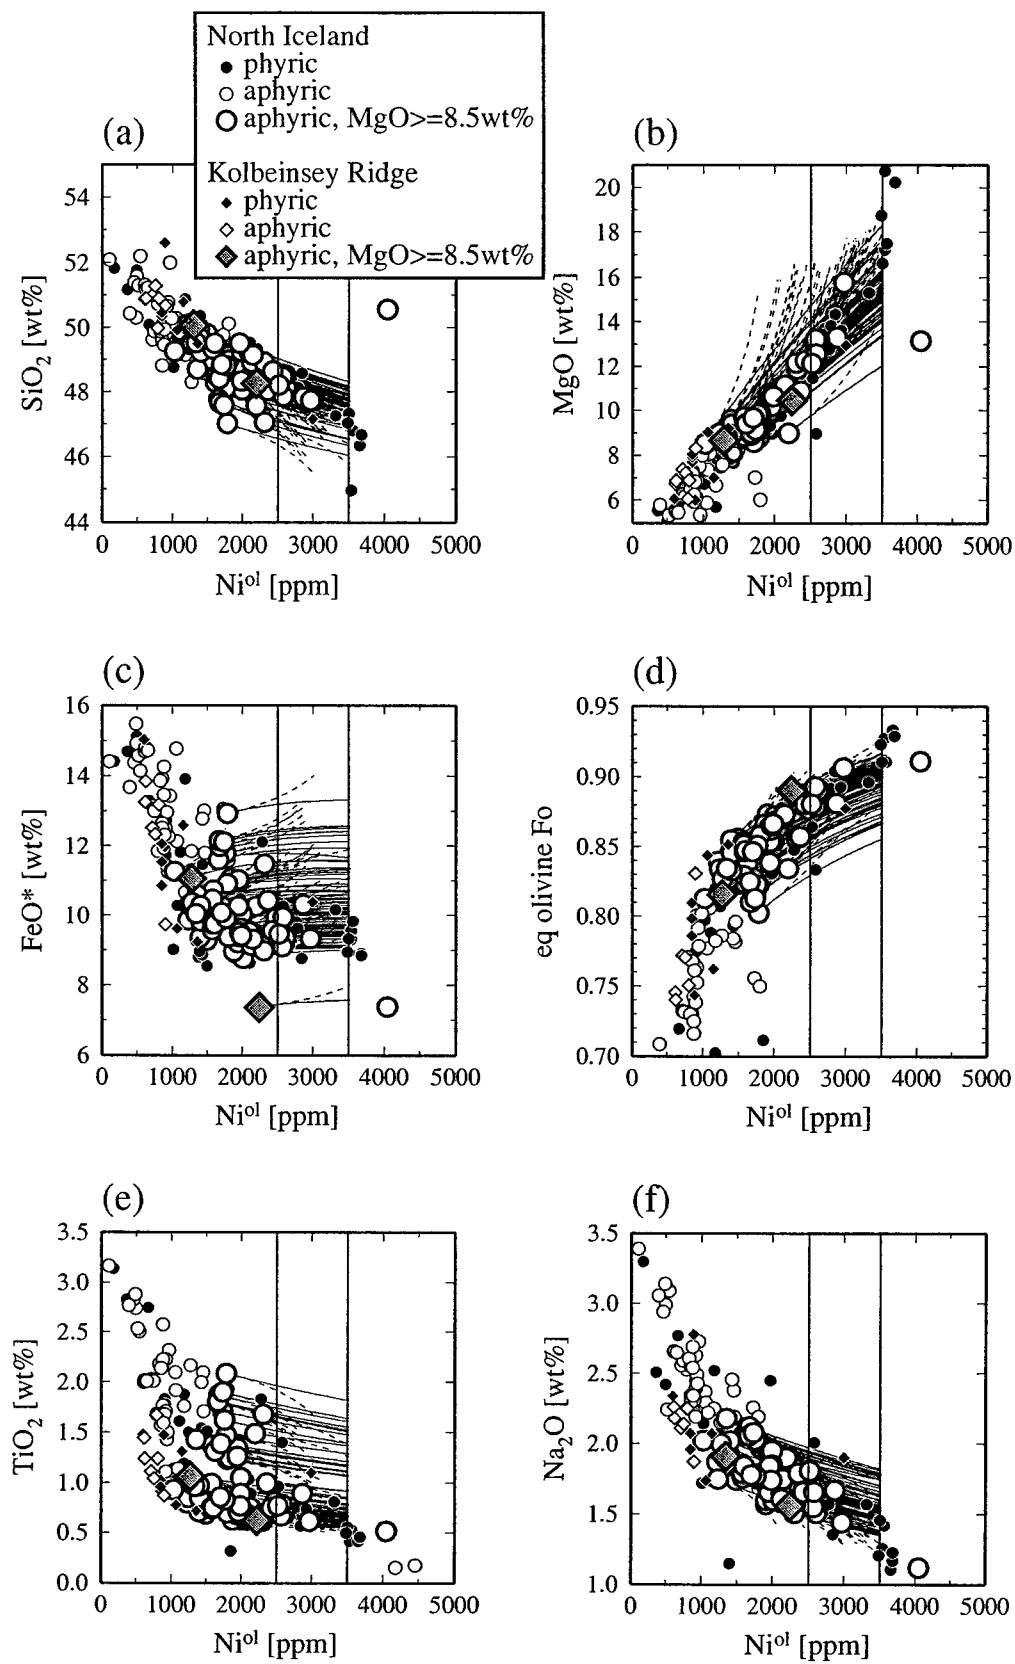 North Iceland
phyric
aphyric
aphyric, MgO>=8.5wt%
Kolbeinsey Ridge
phyric
aphyric
aphyric, MgO>=8.5wt%
(a)
54
52
50
48
46
44
SiO2 [wt%]
0 1000 2000 3000 4000 5000
Niol [ppm]
(b)
20
18
16
14
12
10
8
6
MgO [wt%]
0 1000 2000 3000 4000 5000
Niol [ppm]
(c)
16
14
12
10
8
6
FeO* [wt%]
0 1000 2000 3000 4000 5000
Niol [ppm]
(d)
0.95
0.90
0.85
0.80
0.75
0.70
eq olivine Fo
0 1000 2000 3000 4000 5000
Niol [ppm]
(e)
3.5
3.0
2.5
2.0
1.5
1.0
0.5
0.0
TiO2 [wt%]
0 1000 2000 3000 4000 5000
Niol [ppm]
(f)
3.5
3.0
2.5
2.0
1.5
1.0
Na2O [wt%]
0 1000 2000 3000 4000 5000
Niol [ppm]